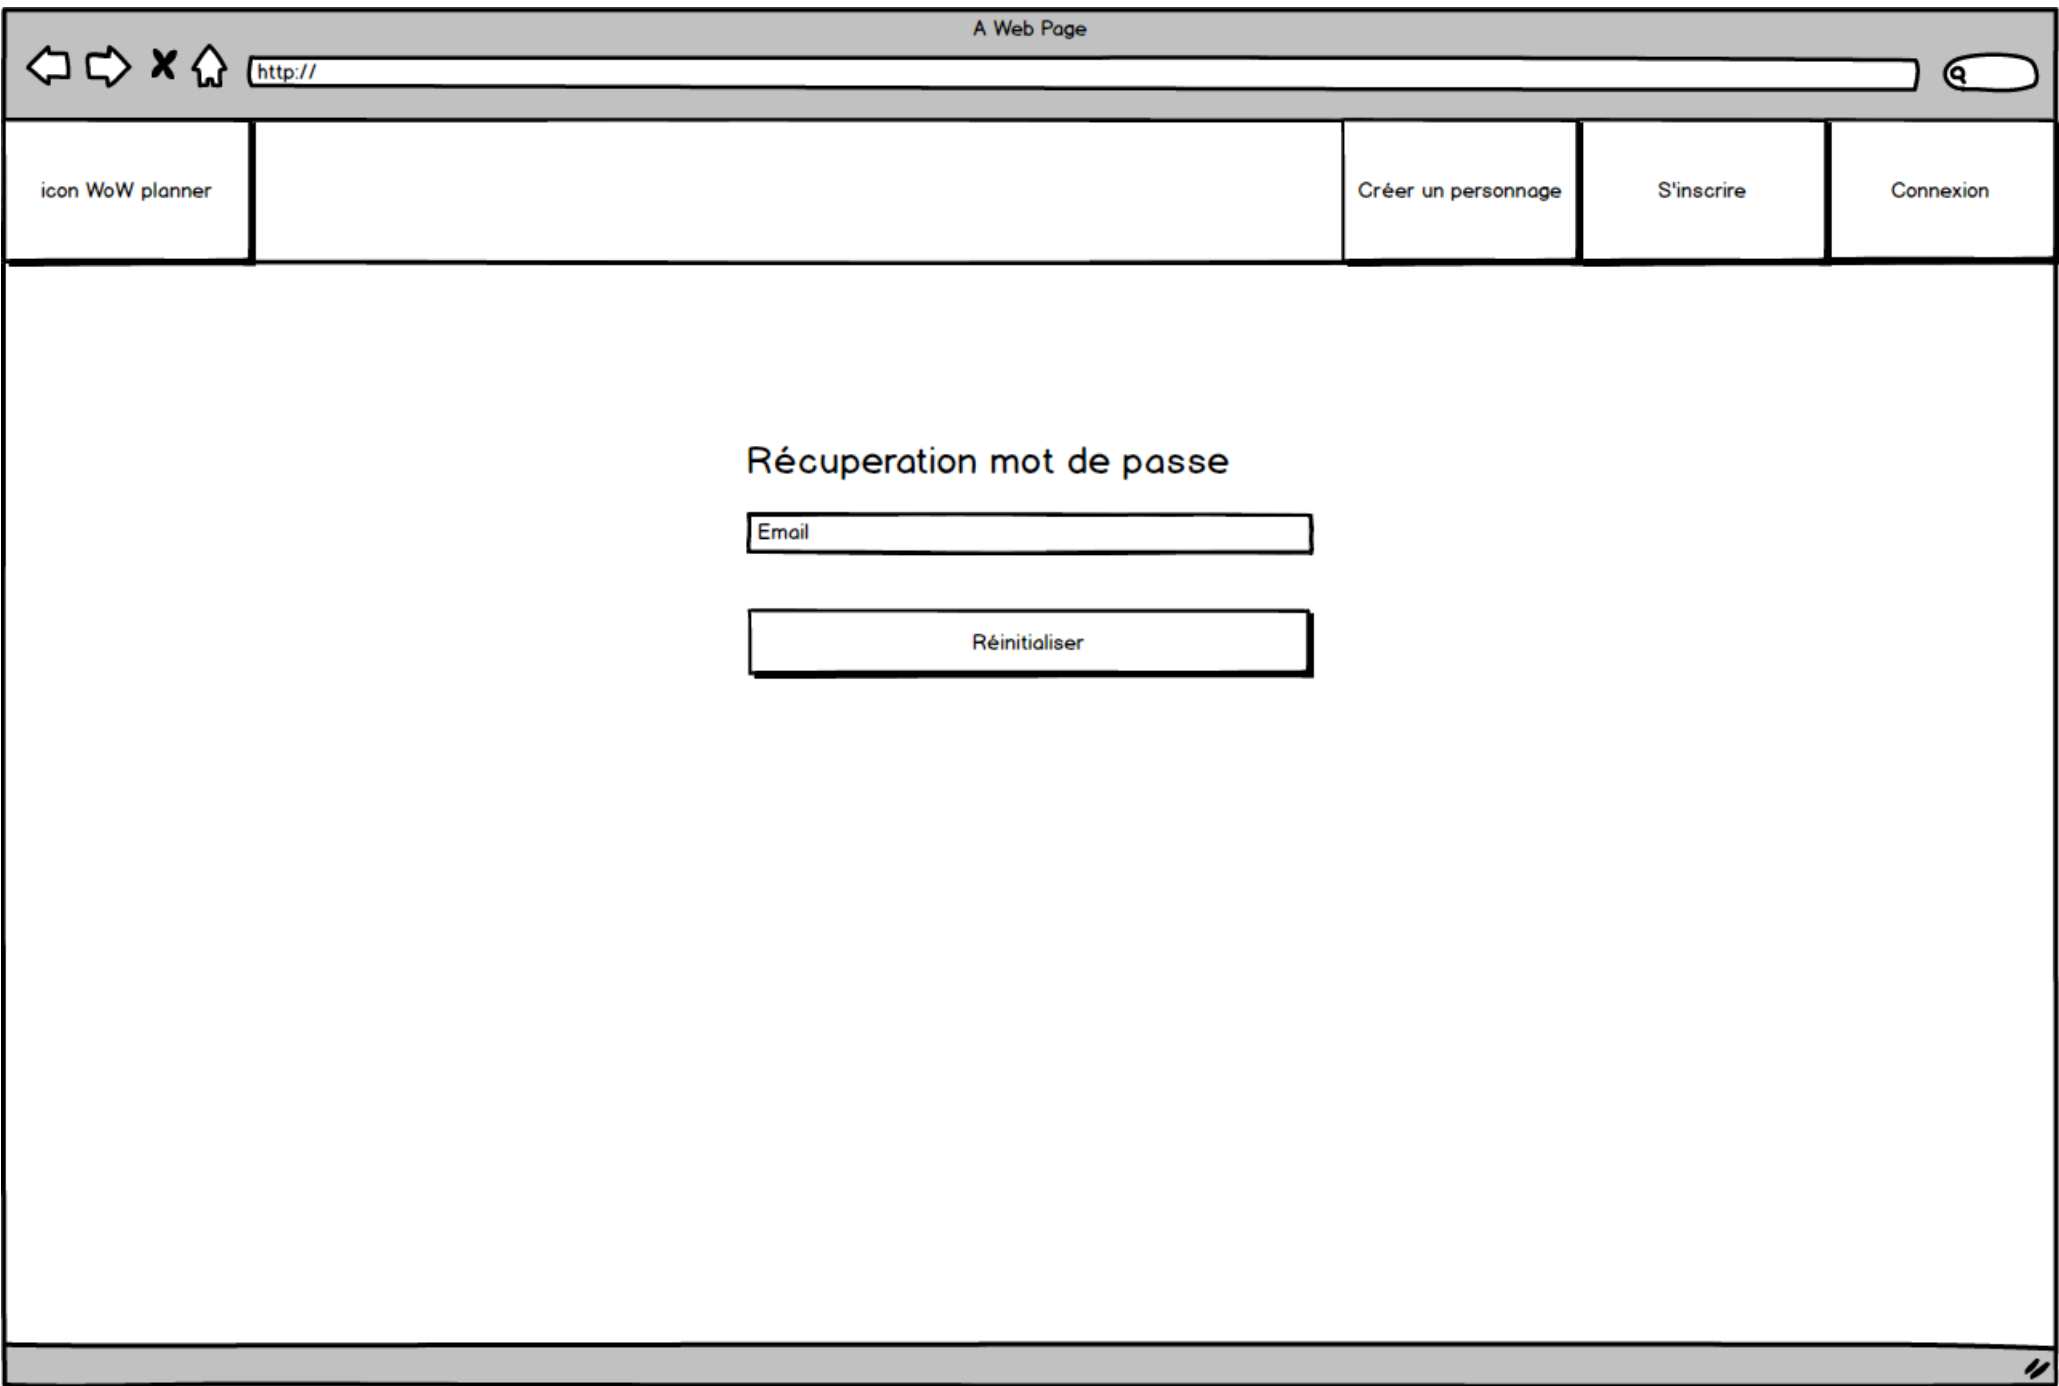 A Web Page
http://
icon WoW planner
Créer un personnage
S'inscrire
Connexion
Récuperation mot de passe
Email
Réinitialiser